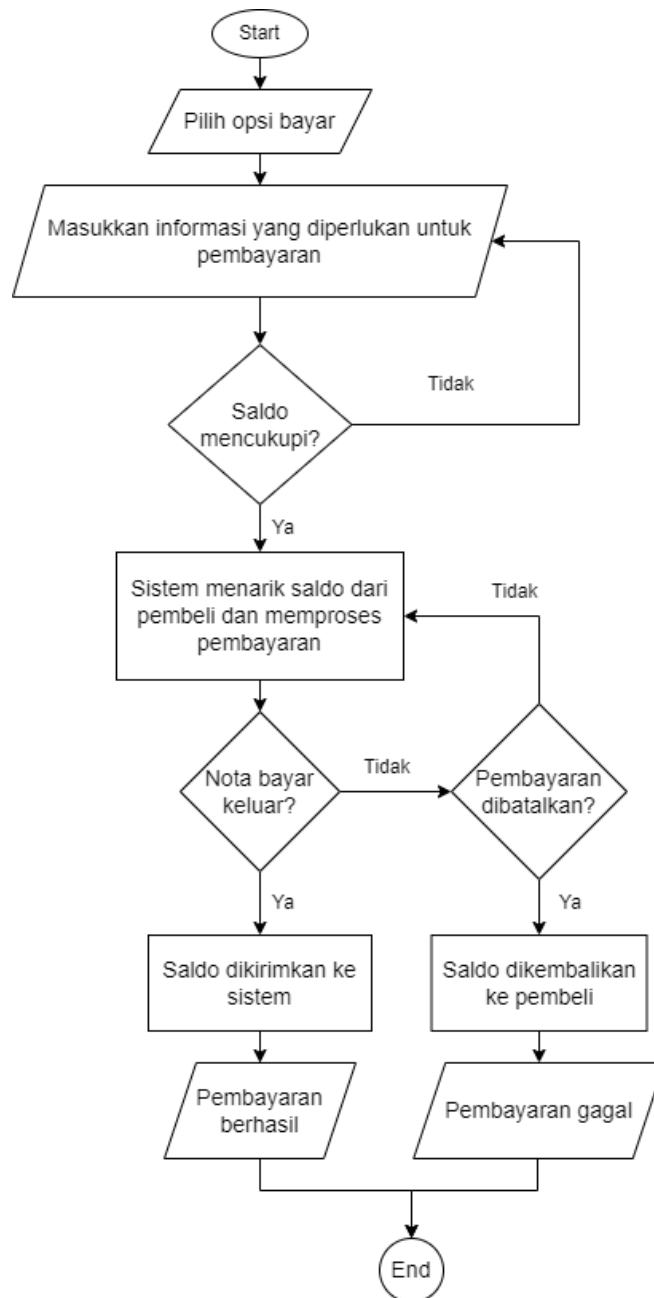 Start
Pilih opsi bayar
Masukkan informasi yang diperlukan untuk
pembayaran
Tidak
Saldo
mencukupi?
Ya
Sistem menarik saldo dari
pembeli dan memproses
pembayaran
Tidak
Nota bayar
keluar?
Tidak
Pembayaran
dibatalkan?
Ya
Ya
Saldo dikirimkan ke
sistem
Saldo dikembalikan
ke pembeli
Pembayaran
berhasil
Pembayaran gagal
End